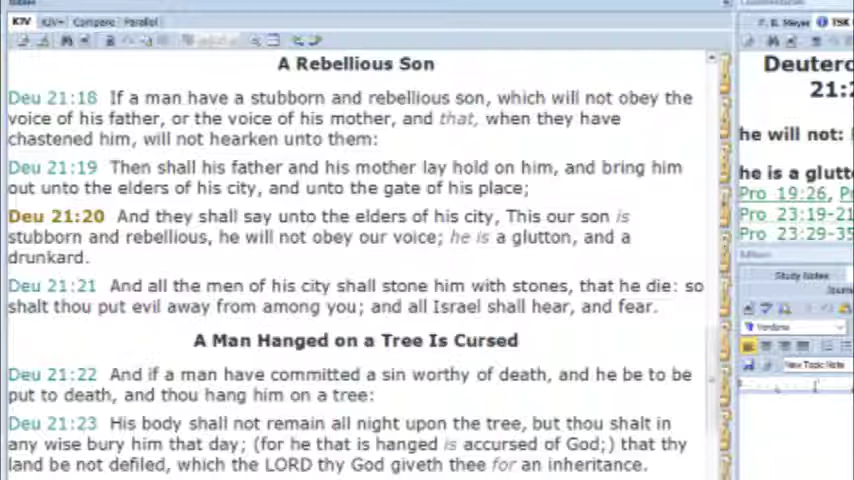 KJV KJV+ Compare Parallel
A Rebellious Son
Deu 21:18 If a man have a stubborn and rebellious son, which will not obey the
voice of his father, or the voice of his mother, and that, when they have
chastened him, will not hearken unto them:
Deu 21:19 Then shall his father and his mother lay hold on him, and bring him
out unto the elders of his city, and unto the gate of his place;
Deu 21:20 And they shall say unto the elders of his city, This our son is
stubborn and rebellious, he will not obey our voice; he is a glutton, and a
drunkard.
Deu 21:21 And all the men of his city shall stone him with stones, that he die: so
shalt thou put evil away from among you; and all Israel shall hear, and fear.
A Man Hanged on a Tree Is Cursed
Deu 21:22 And if a man have committed a sin worthy of death, and he be to be
put to death, and thou hang him on a tree:
Deu 21:23 His body shall not remain all night upon the tree, but thou shalt in
any wise bury him that day; (for he that is hanged is accursed of God;) that thy
land be not defiled, which the LORD thy God giveth thee for an inheritance.
F. B. Meyer TSK
Deutero
21:2
he will not:
he is a glutto
Pro 19:26, P
Pro 23:19-21
Pro 23:29-35
Study Notes
Journ
Verdana
New Topic Note